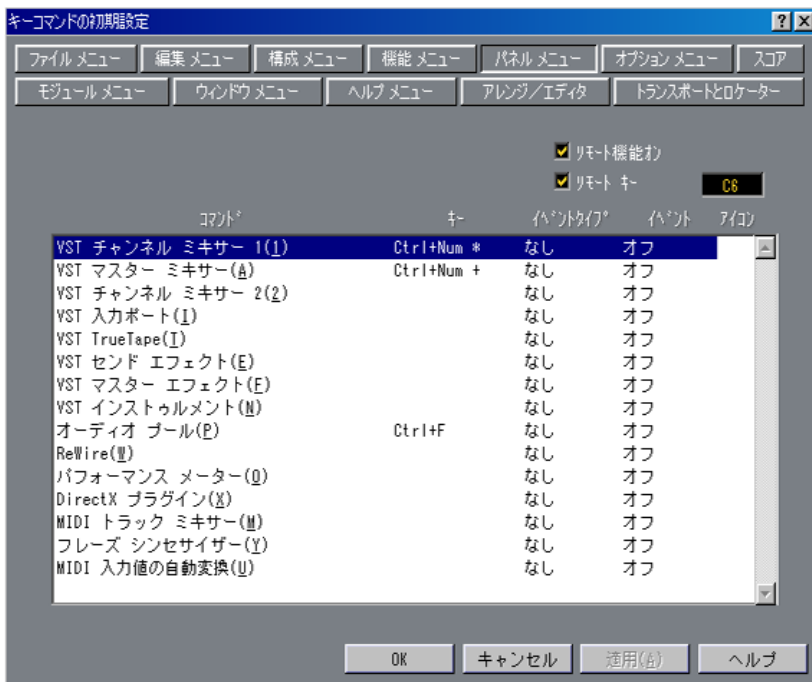 キーコマンドの初期設定
ファイル メニュー 編集 メニュー 構成 メニュー 機能 メニュー パネル メニュー オプション メニュー スコア
モジュール メニュー ウィンドウ メニュー ヘルプ メニュー アレンジ/エディタ トランスポートとロケーター
リモート機能オン
リモート キー C6
コマンド キー イベントタイプ イベント アイコン
VST チャンネル ミキサー 1(1) Ctrl+Num * なし オフ
VST マスター ミキサー(A) Ctrl+Num + なし オフ
VST チャンネル ミキサー 2(2) なし オフ
VST 入力ポート(I) なし オフ
VST TrueTape(T) なし オフ
VST センド エフェクト(E) なし オフ
VST マスター エフェクト(F) なし オフ
VST インストゥルメント(N) なし オフ
オーディオ プール(P) Ctrl+F なし オフ
ReWire(W) なし オフ
パフォーマンス メーター(O) なし オフ
DirectX プラグイン(X) なし オフ
MIDI トラック ミキサー(M) なし オフ
フレーズ シンセサイザー(Y) なし オフ
MIDI 入力値の自動変換(U) なし オフ
OK キャンセル 適用(A) ヘルプ